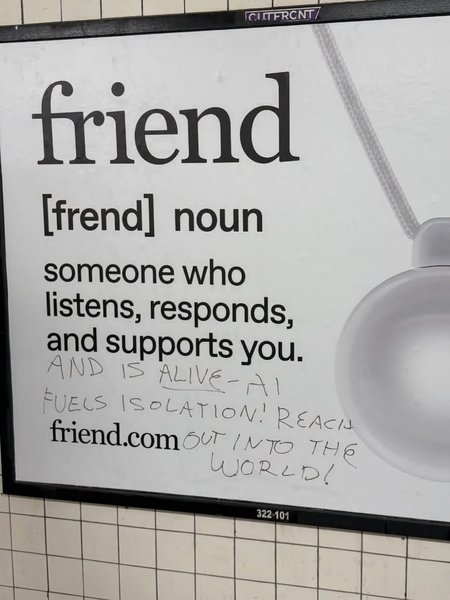 OUTFRONT/
friend
[frend] noun
someone who
listens, responds,
and supports you.
AND IS ALIVE - AI
FUELS ISOLATION! REACH
friend.com OUT INTO THE
WORLD!
322-101